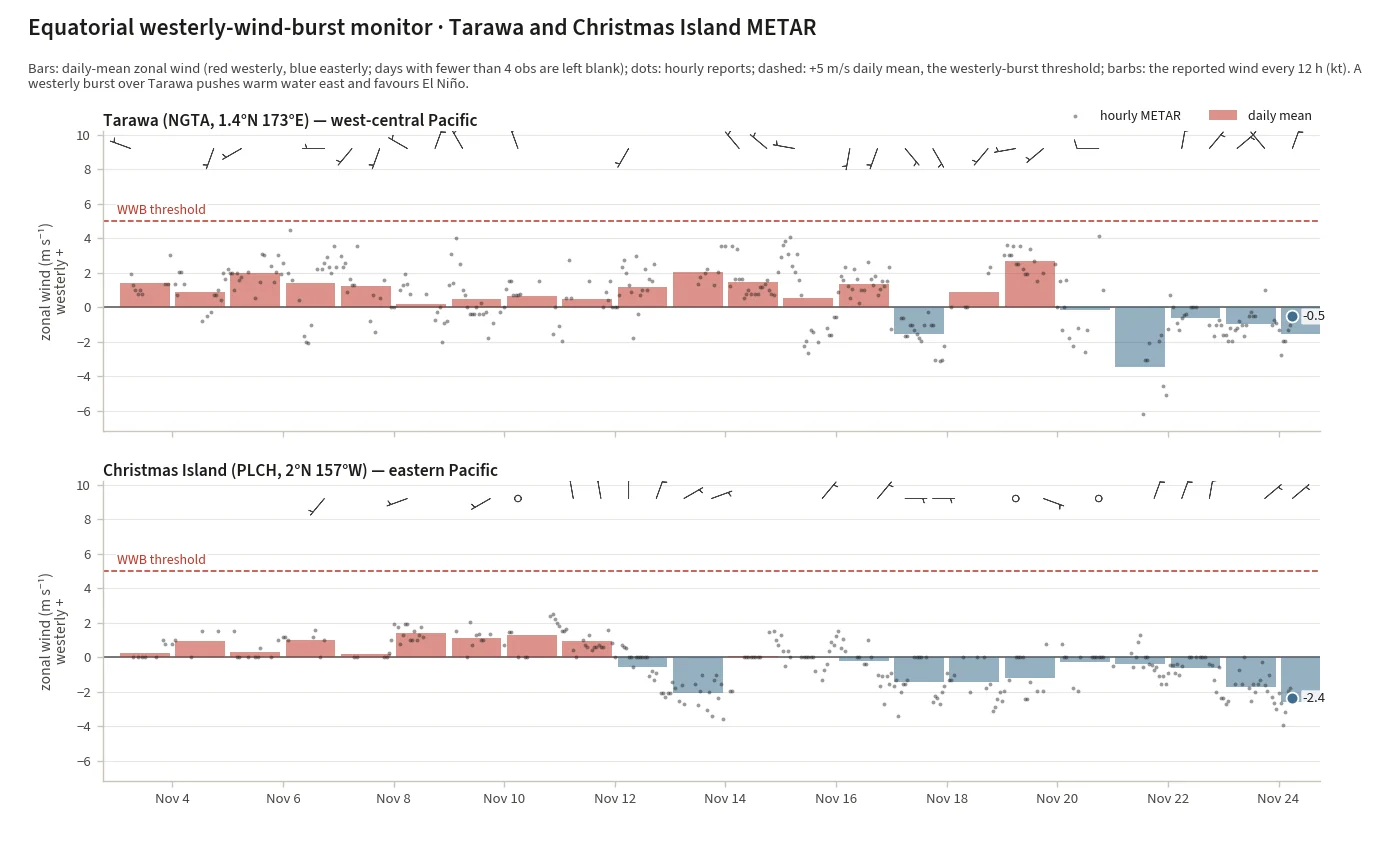 Equatorial westerly-wind-burst monitor · Tarawa and Christmas Island METAR
Bars: daily-mean zonal wind (red westerly, blue easterly; days with fewer than 4 obs are left blank); dots: hourly reports; dashed: +5 m/s daily mean, the westerly-burst threshold; barbs: the reported wind every 12 h (kt). A
westerly burst over Tarawa pushes warm water east and favours El Niño.
Tarawa (NGTA, 1.4°N 173°E) — west-central Pacific
hourly METAR
daily mean
10
8
6
4
2
0
−2
−4
−6
zonal wind (m s⁻¹)
westerly +
WWB threshold
-0.5
Christmas Island (PLCH, 2°N 157°W) — eastern Pacific
10
8
6
4
2
0
−2
−4
−6
zonal wind (m s⁻¹)
westerly +
WWB threshold
-2.4
Nov 4
Nov 6
Nov 8
Nov 10
Nov 12
Nov 14
Nov 16
Nov 18
Nov 20
Nov 22
Nov 24